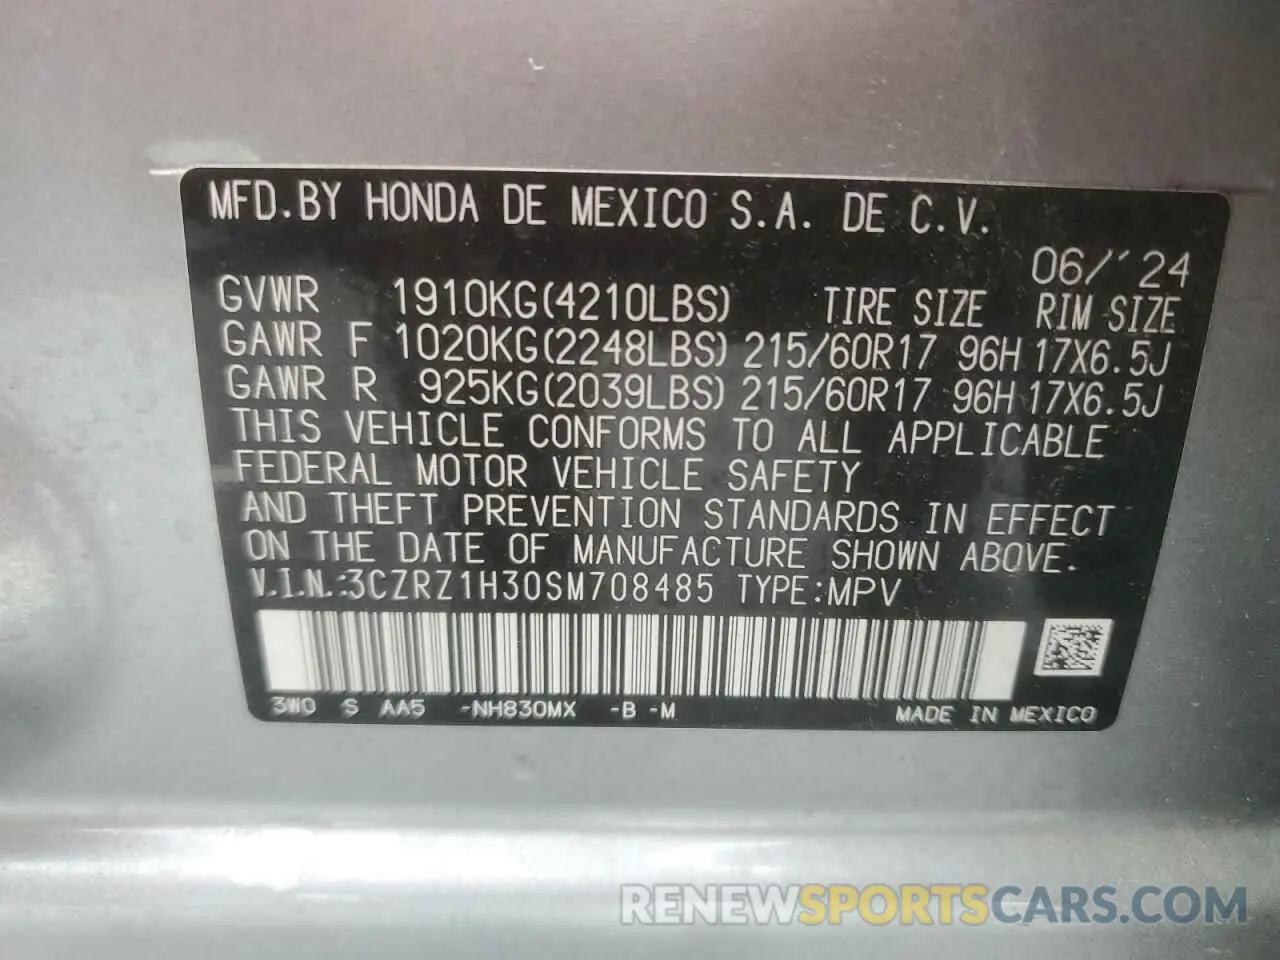 MFD.BY HONDA DE MEXICO S.A. DE C.V.
06/'24
GVWR 1910KG(4210LBS) TIRE SIZE RIM SIZE
GAWR F 1020KG(2248LBS) 215/60R17 96H 17X6.5J
GAWR R 925KG(2039LBS) 215/60R17 96H 17X6.5J
THIS VEHICLE CONFORMS TO ALL APPLICABLE
FEDERAL MOTOR VEHICLE SAFETY
AND THEFT PREVENTION STANDARDS IN EFFECT
ON THE DATE OF MANUFACTURE SHOWN ABOVE.
V.I.N.:3CZRZ1H30SM708485 TYPE:MPV
3W0 S AA5 -NH830MX -B -M MADE IN MEXICO
RENEWSPORTSCARS.COM